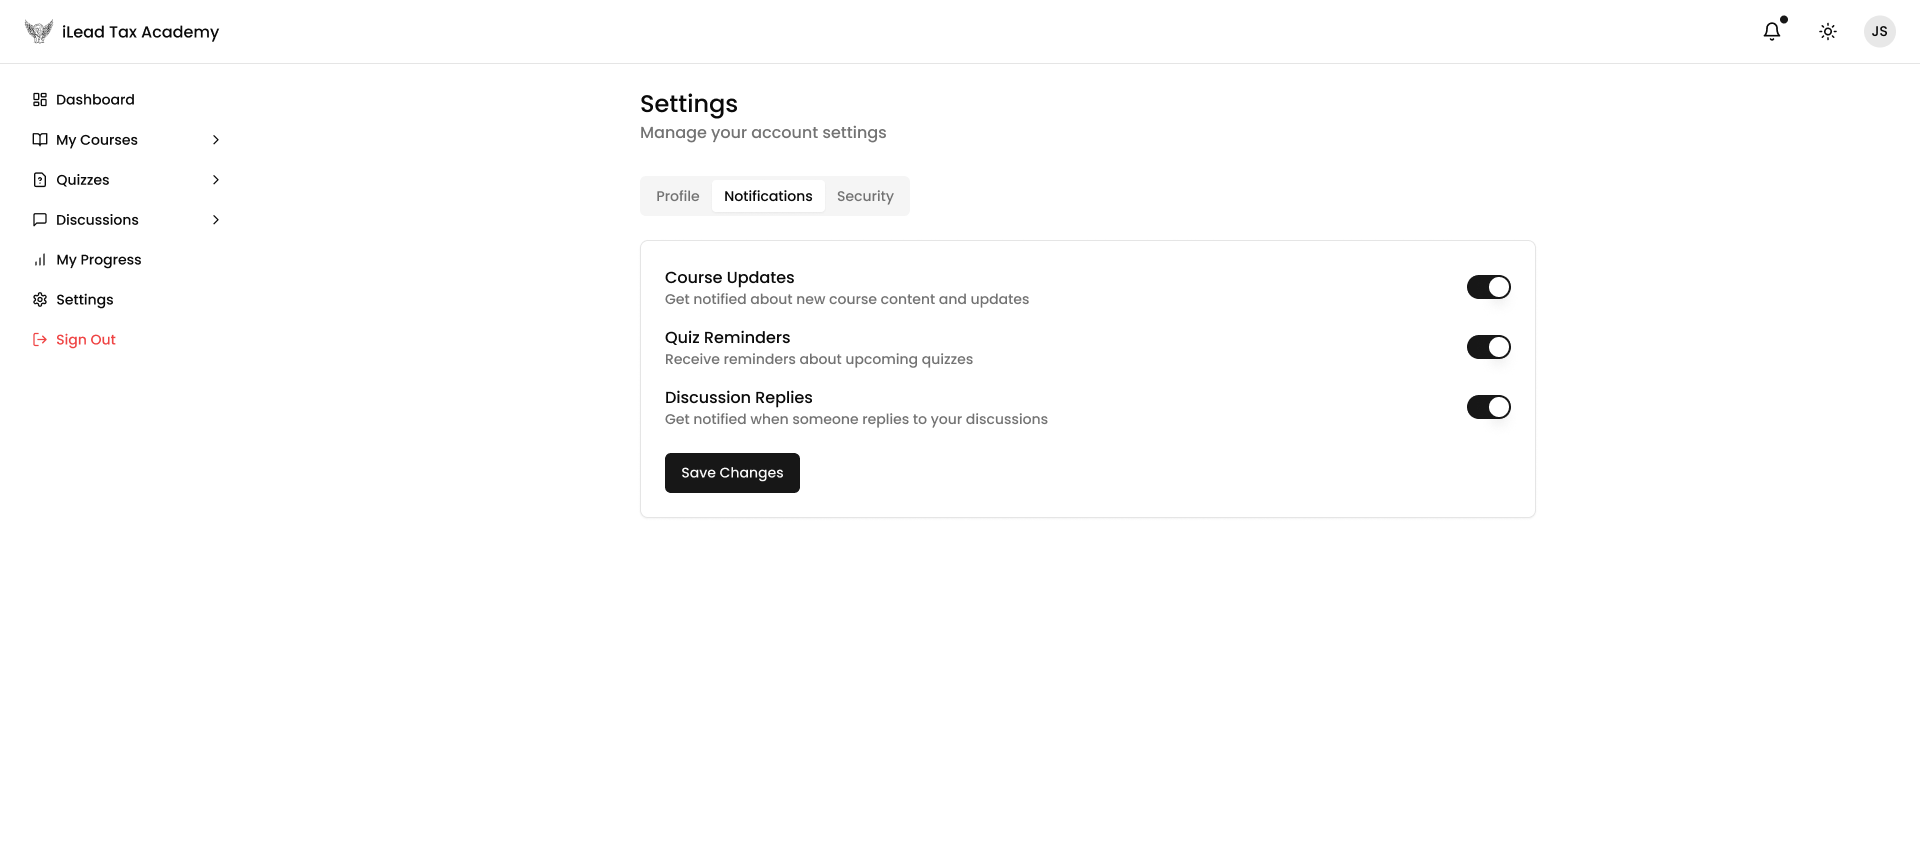 iLead Tax Academy
JS
Dashboard
My Courses
Quizzes
Discussions
My Progress
Settings
Sign Out
Settings
Manage your account settings
Profile
Notifications
Security
Course Updates
Get notified about new course content and updates
Quiz Reminders
Receive reminders about upcoming quizzes
Discussion Replies
Get notified when someone replies to your discussions
Save Changes